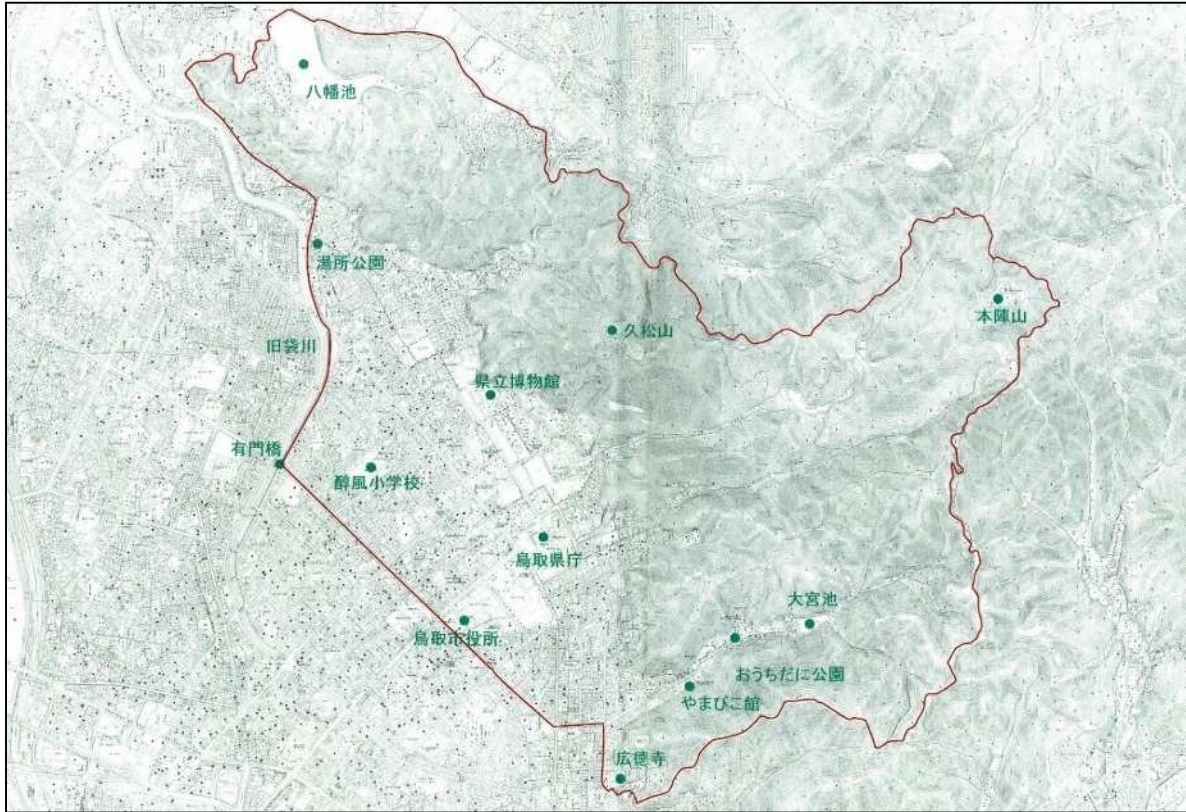 八幡池
湯所公園
本陣山
久松山
旧袋川
県立博物館
有門橋
醇風小学校
鳥取県庁
大宮池
鳥取市役所
おうちだに公園
やまびこ館
広徳寺